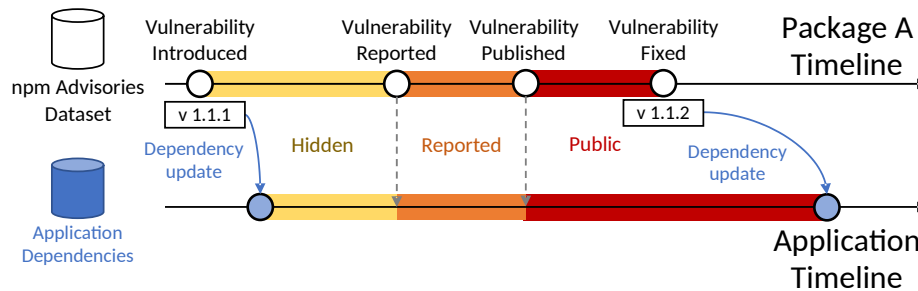 Vulnerability
Introduced
Vulnerability
Reported
Vulnerability
Published
Vulnerability
Fixed
Package A
Timeline
npm Advisories
Dataset
v 1.1.1
v 1.1.2
Dependency
update
Hidden
Reported
Public
Dependency
update
Application
Dependencies
Application
Timeline